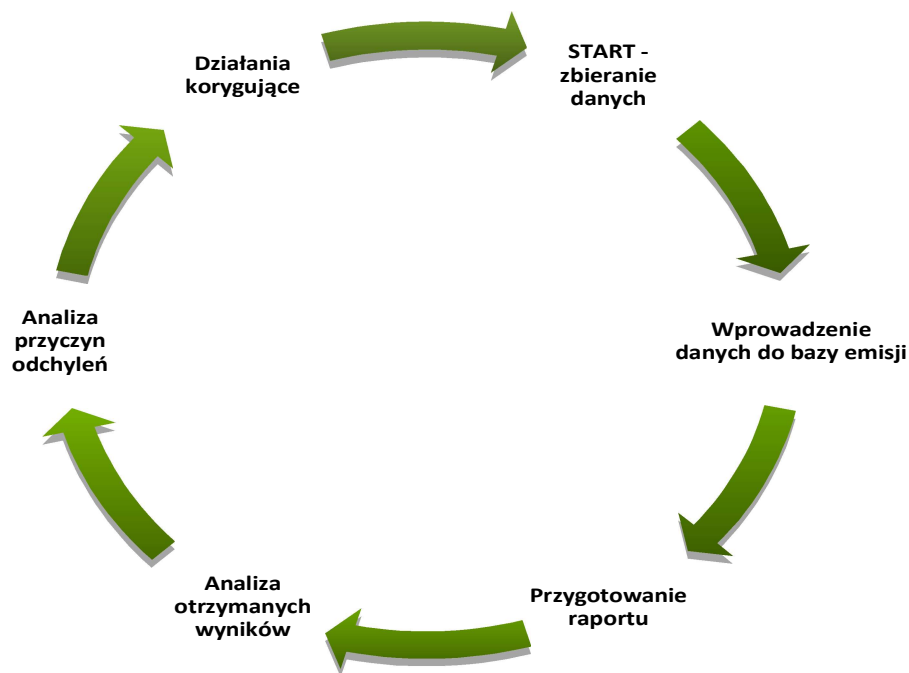 START -
zbieranie
danych
Wprowadzenie
danych do bazy emisji
Przygotowanie
raportu
Analiza
otrzymanych
wyników
Analiza
przyczyn
odchyleń
Działania
korygujące